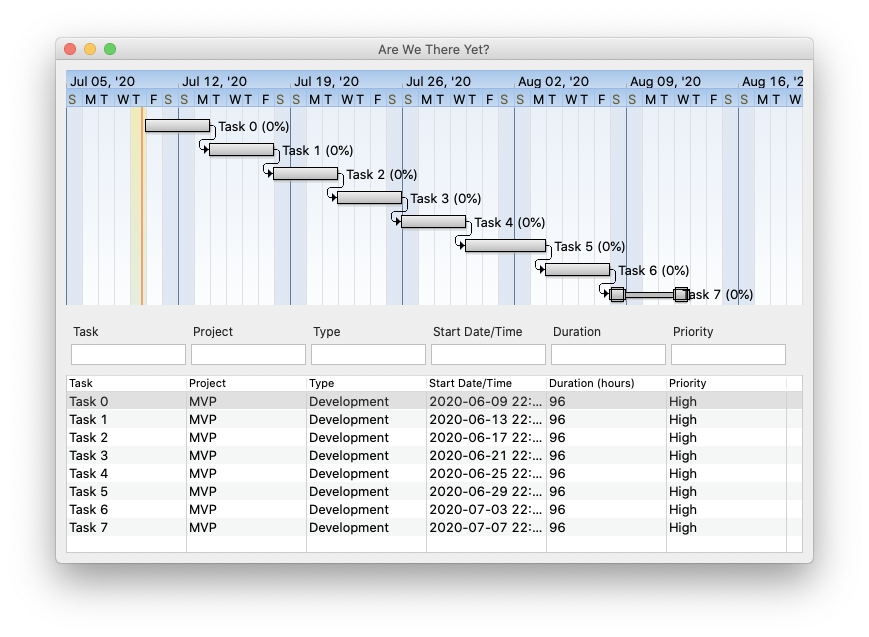 Are We There Yet?
Jul 05, '20 Jul 12, '20 Jul 19, '20 Jul 26, '20 Aug 02, '20 Aug 09, '20 Aug 16, '2
S M T W T F S S M T W T F S S M T W T F S S M T W T F S S M T W T F S S M T W T F S S M T W
Task 0 (0%)
Task 1 (0%)
Task 2 (0%)
Task 3 (0%)
Task 4 (0%)
Task 5 (0%)
Task 6 (0%)
Task 7 (0%)
Task Project Type Start Date/Time Duration Priority
Task Project Type Start Date/Time Duration (hours) Priority
Task 0 MVP Development 2020-06-09 22:... 96 High
Task 1 MVP Development 2020-06-13 22:... 96 High
Task 2 MVP Development 2020-06-17 22:... 96 High
Task 3 MVP Development 2020-06-21 22:... 96 High
Task 4 MVP Development 2020-06-25 22:... 96 High
Task 5 MVP Development 2020-06-29 22:... 96 High
Task 6 MVP Development 2020-07-03 22:... 96 High
Task 7 MVP Development 2020-07-07 22:... 96 High